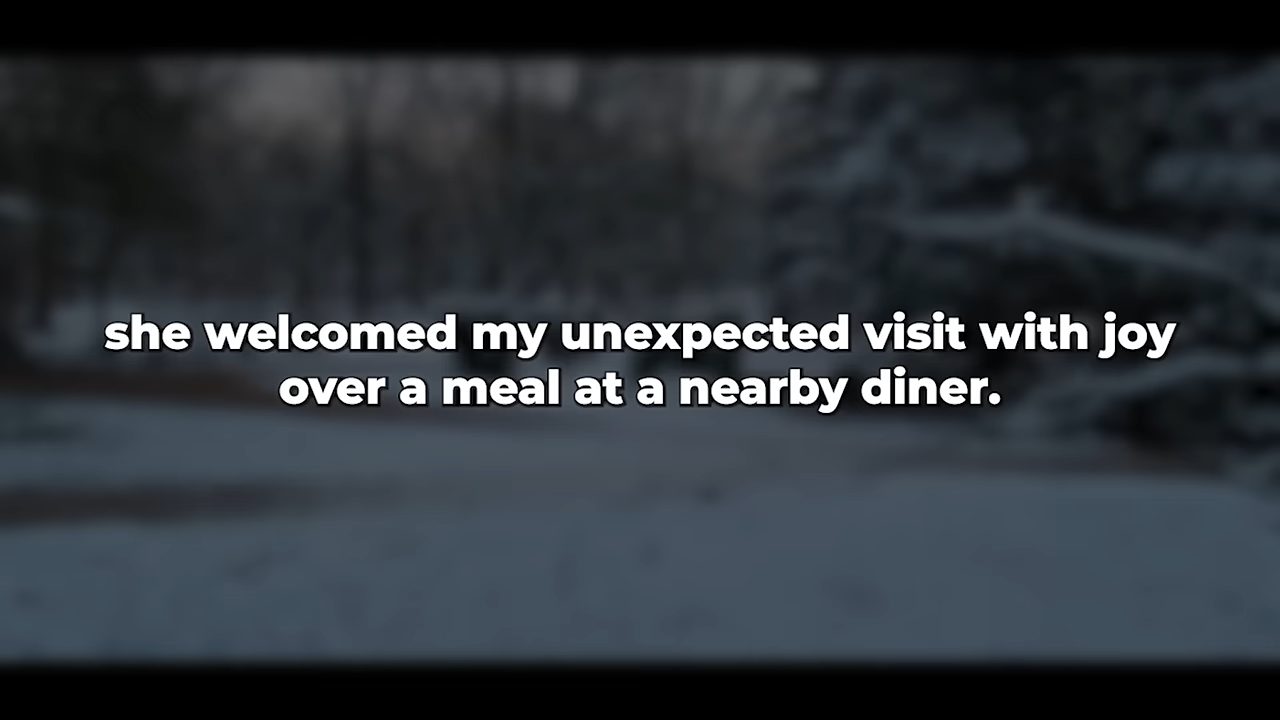 she welcomed my unexpected visit with joy
over a meal at a nearby diner.